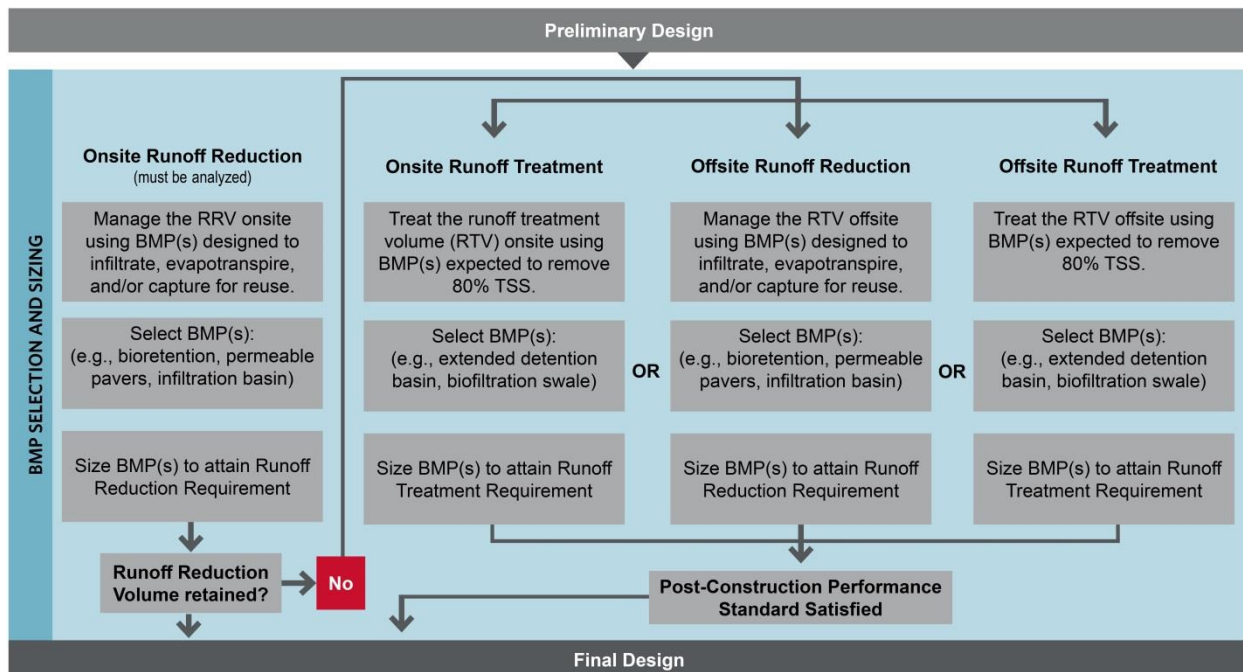 Preliminary Design
BMP SELECTION AND SIZING
Onsite Runoff Reduction
(must be analyzed)
Manage the RRV onsite
using BMP(s) designed to
infiltrate, evapotranspire,
and/or capture for reuse.
Select BMP(s):
(e.g., bioretention, permeable
pavers, infiltration basin)
Size BMP(s) to attain Runoff
Reduction Requirement
Runoff Reduction
Volume retained?
No
Onsite Runoff Treatment
Treat the runoff treatment
volume (RTV) onsite using
BMP(s) expected to remove
80% TSS.
Select BMP(s):
(e.g., extended detention
basin, biofiltration swale)
Size BMP(s) to attain Runoff
Treatment Requirement
OR
Offsite Runoff Reduction
Manage the RTV offsite
using BMP(s) designed to
infiltrate, evapotranspire,
and/or capture for reuse.
Select BMP(s):
(e.g., bioretention, permeable
pavers, infiltration basin)
Size BMP(s) to attain Runoff
Reduction Requirement
OR
Offsite Runoff Treatment
Treat the RTV offsite using
BMP(s) expected to remove
80% TSS.
Select BMP(s):
(e.g., extended detention
basin, biofiltration swale)
Size BMP(s) to attain Runoff
Treatment Requirement
Post-Construction Performance
Standard Satisfied
Final Design